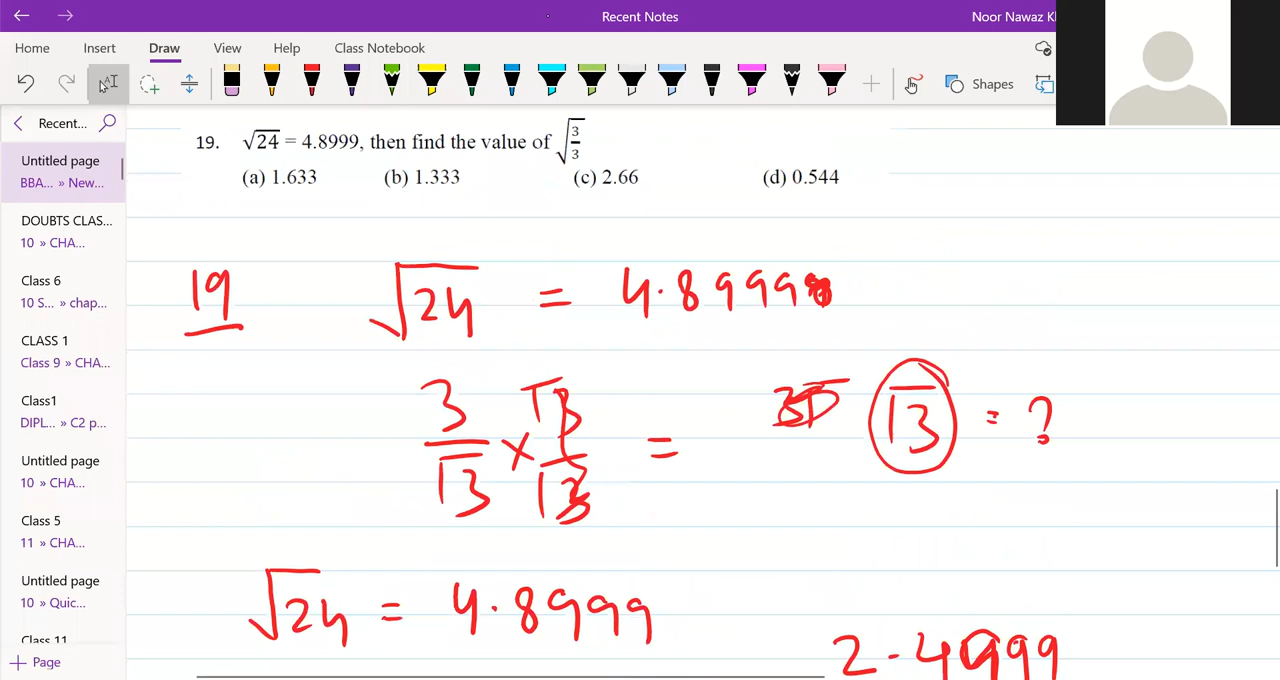 Recent Notes
Noor Nawaz Kh
Home Insert Draw View Help Class Notebook
Shapes
Recent...
Untitled page
BBA... » New...
DOUBTS CLAS...
10 » CHA...
Class 6
10 S... » chap...
CLASS 1
Class 9 » CHA...
Class1
DIPL... » C2 p...
Untitled page
10 » CHA...
Class 5
11 » CHA...
Untitled page
10 » Quic...
Class 11
Page
19. √24 = 4.8999, then find the value of √3/3
(a) 1.633 (b) 1.333 (c) 2.66 (d) 0.544
19 √24 = 4.8999
3/√3 × √3/√3 = √3 = ?
√24 = 4.8999
2.4999